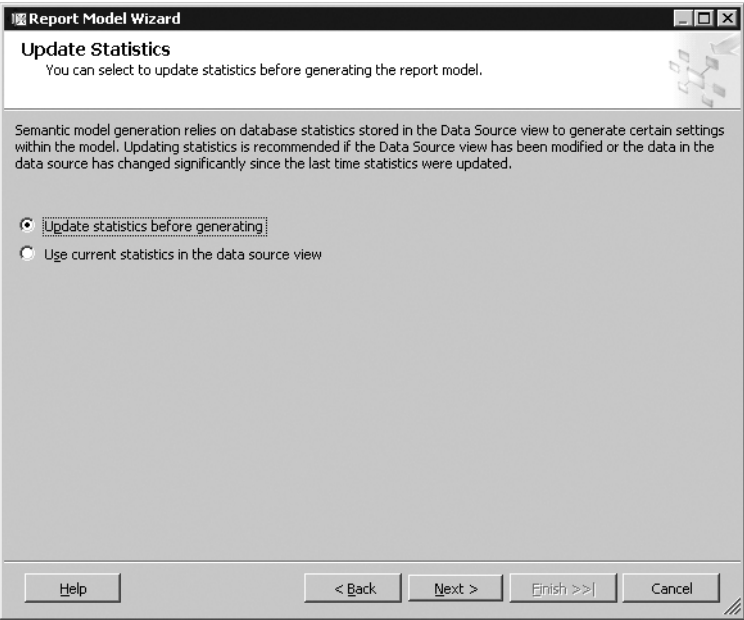 Report Model Wizard
Update Statistics
You can select to update statistics before generating the report model.
Semantic model generation relies on database statistics stored in the Data Source view to generate certain settings
within the model. Updating statistics is recommended if the Data Source view has been modified or the data in the
data source has changed significantly since the last time statistics were updated.
Update statistics before generating
Use current statistics in the data source view
Help
< Back
Next >
Finish >>|
Cancel